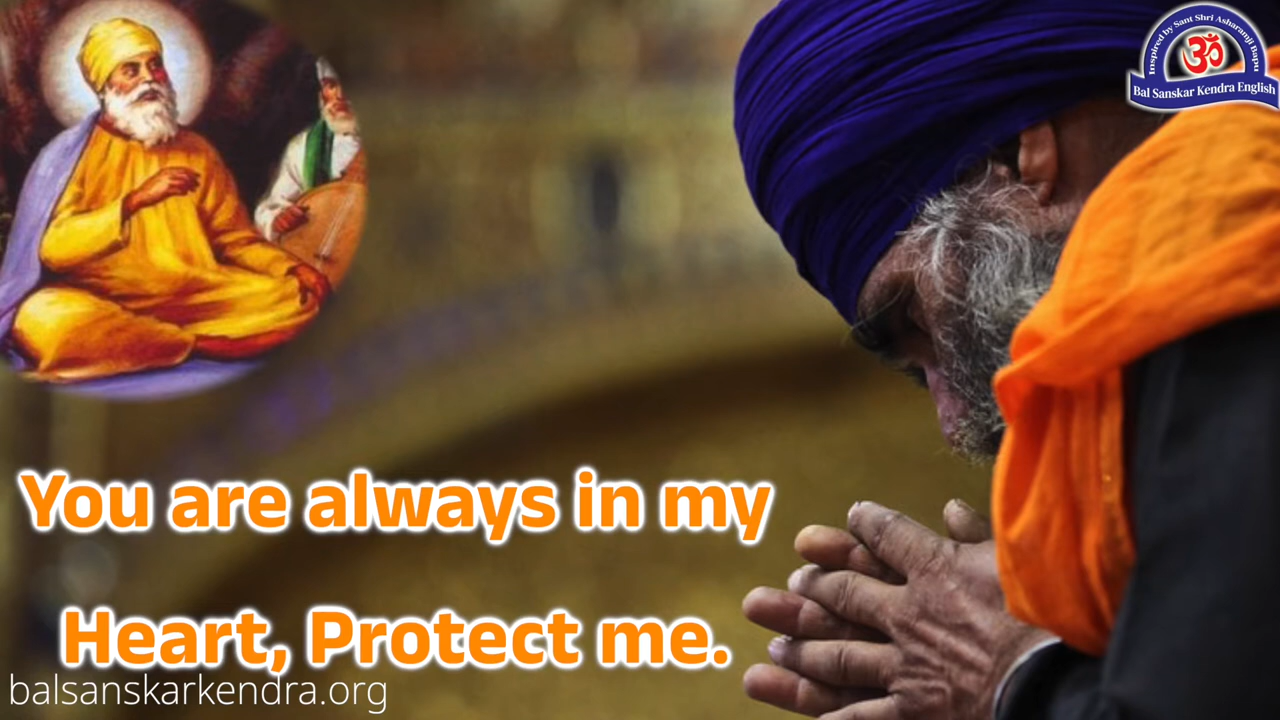 Inspired by Sant Shri Asharamji Bapu
ॐ
Bal Sanskar Kendra English
You are always in my
Heart, Protect me.
balsanskarkendra.org